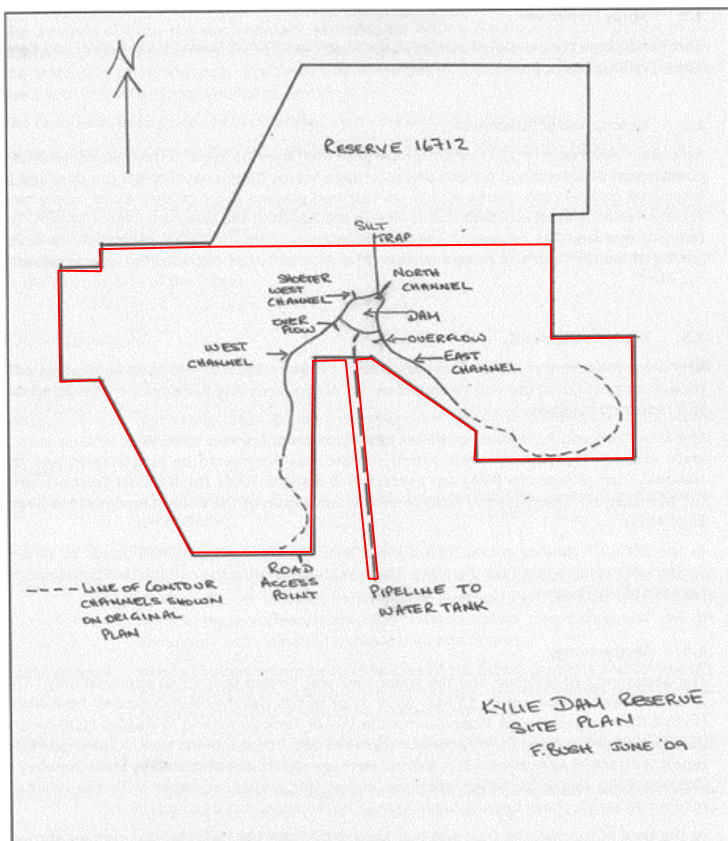 N
RESERVE 16712
SILT
TRAP
SHORTER
WEST
CHANNEL
NORTH
CHANNEL
DAM
OVER
FLOW
OVERFLOW
WEST
CHANNEL
EAST
CHANNEL
ROAD
ACCESS
POINT
PIPELINE TO
WATER TANK
---- LINE OF CONTOUR
CHANNELS SHOWN
ON ORIGINAL
PLAN
KYLIE DAM RESERVE
SITE PLAN
F. BUSH JUNE '09